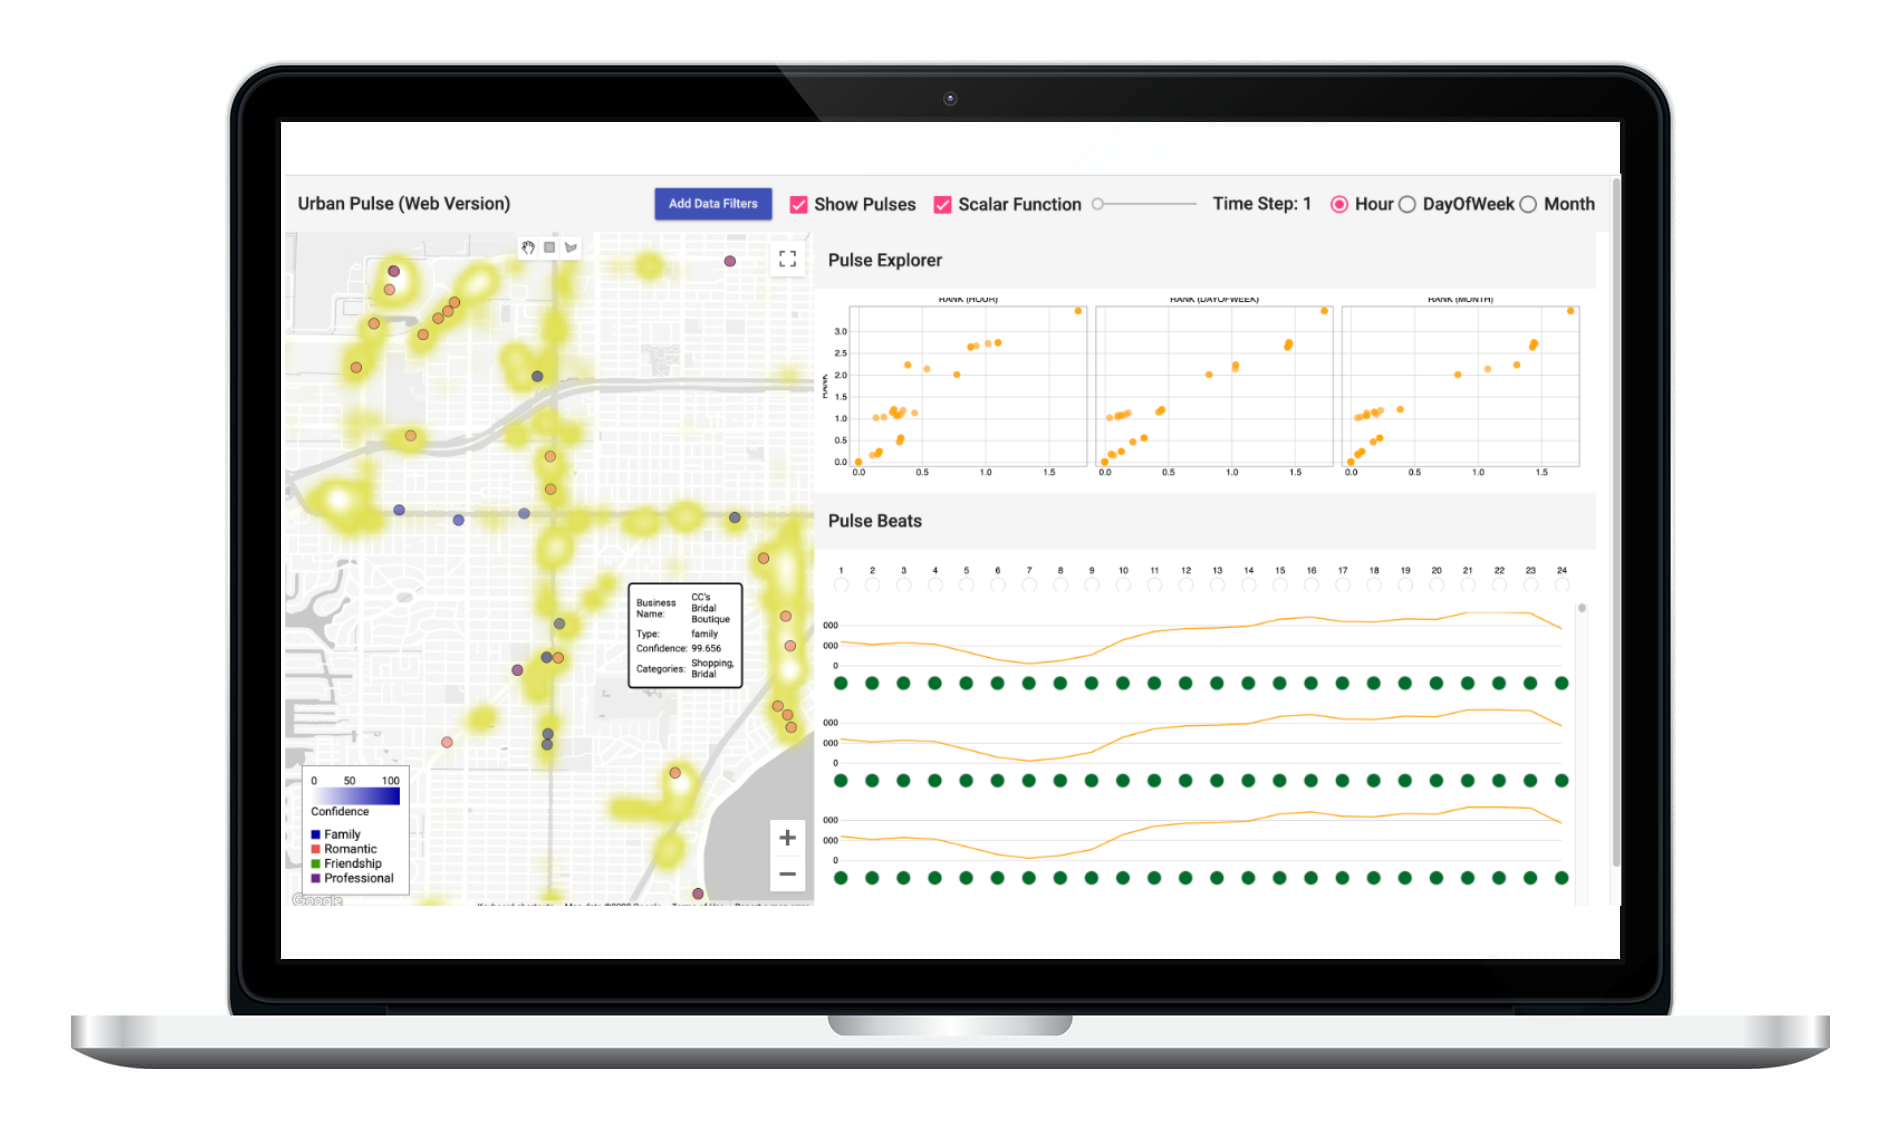 Urban Pulse (Web Version)
Add Data Filters
Show Pulses
Scalar Function
Time Step: 1
Hour
DayOfWeek
Month
Business Name: CC's Bridal Boutique
Type: family
Confidence: 99.656
Categories: Shopping, Bridal
0 50 100
Confidence
Family
Romantic
Friendship
Professional
Google
Keyboard shortcuts
Terms of Use
Report a map error
Pulse Explorer
RANK (HOUR)
RANK (DAYOFWEEK)
RANK (MONTH)
RANK
3.0
2.5
2.0
1.5
1.0
0.5
0.0
0.0 0.5 1.0 1.5
0.0 0.5 1.0 1.5
0.0 0.5 1.0 1.5
Pulse Beats
1 2 3 4 5 6 7 8 9 10 11 12 13 14 15 16 17 18 19 20 21 22 23 24
000
000
0
000
000
0
000
000
0